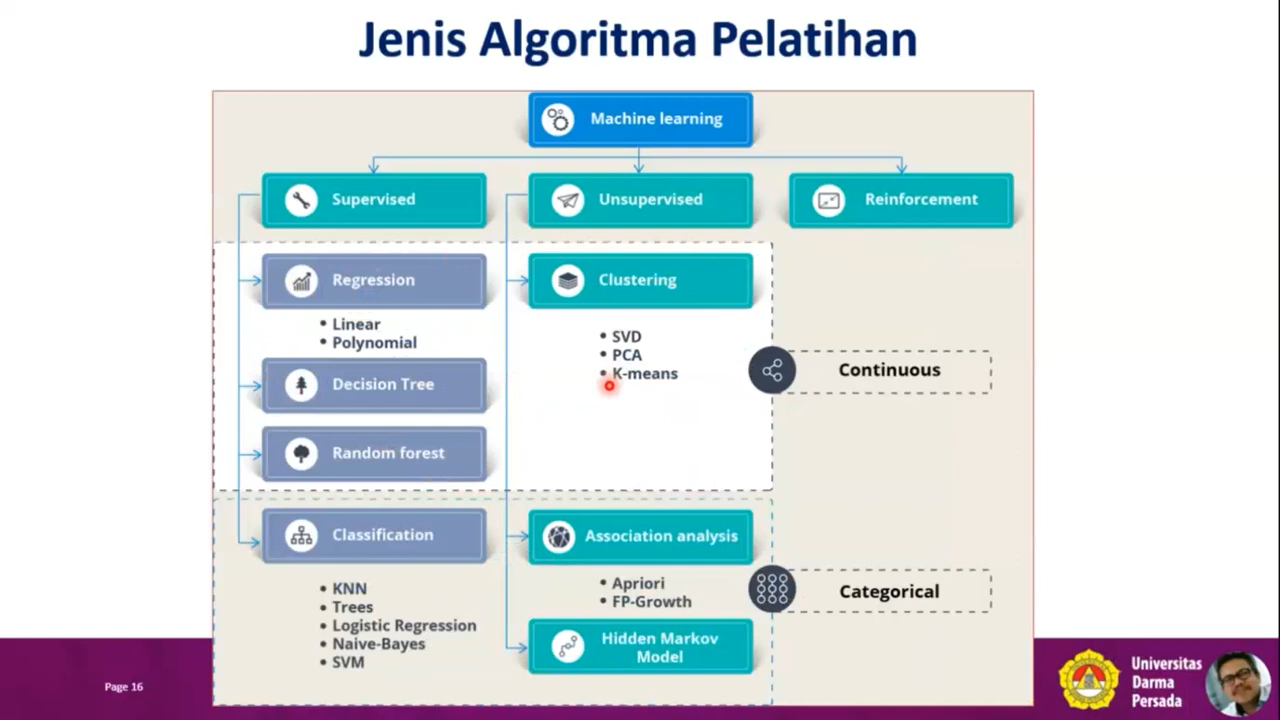 Jenis Algoritma Pelatihan
Machine learning
Supervised
Unsupervised
Reinforcement
Regression
• Linear
• Polynomial
Decision Tree
Random forest
Clustering
• SVD
• PCA
• K-means
Continuous
Classification
• KNN
• Trees
• Logistic Regression
• Naive-Bayes
• SVM
Association analysis
• Apriori
• FP-Growth
Hidden Markov
Model
Categorical
Page 16
Universitas
Darma
Persada